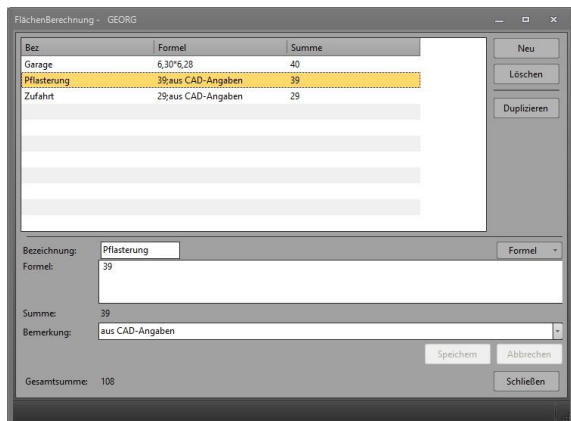 FlächenBerechnung - GEORG
Bez Formel Summe
Garage 6,30*6,28 40
Pflasterung 39;aus CAD-Angaben 39
Zufahrt 29;aus CAD-Angaben 29
Neu
Löschen
Duplizieren
Bezeichnung: Pflasterung Formel
Formel: 39
Summe: 39
Bemerkung: aus CAD-Angaben
Speichern Abbrechen
Gesamtsumme: 108 Schließen